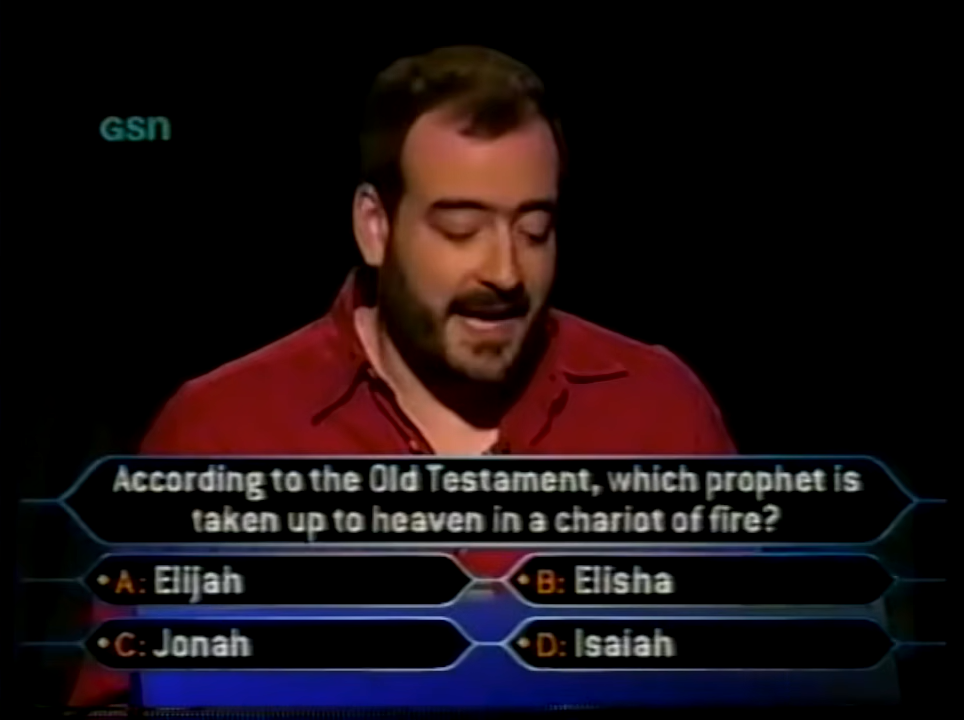 GSN
According to the Old Testament, which prophet is
taken up to heaven in a chariot of fire?
A: Elijah
B: Elisha
C: Jonah
D: Isaiah